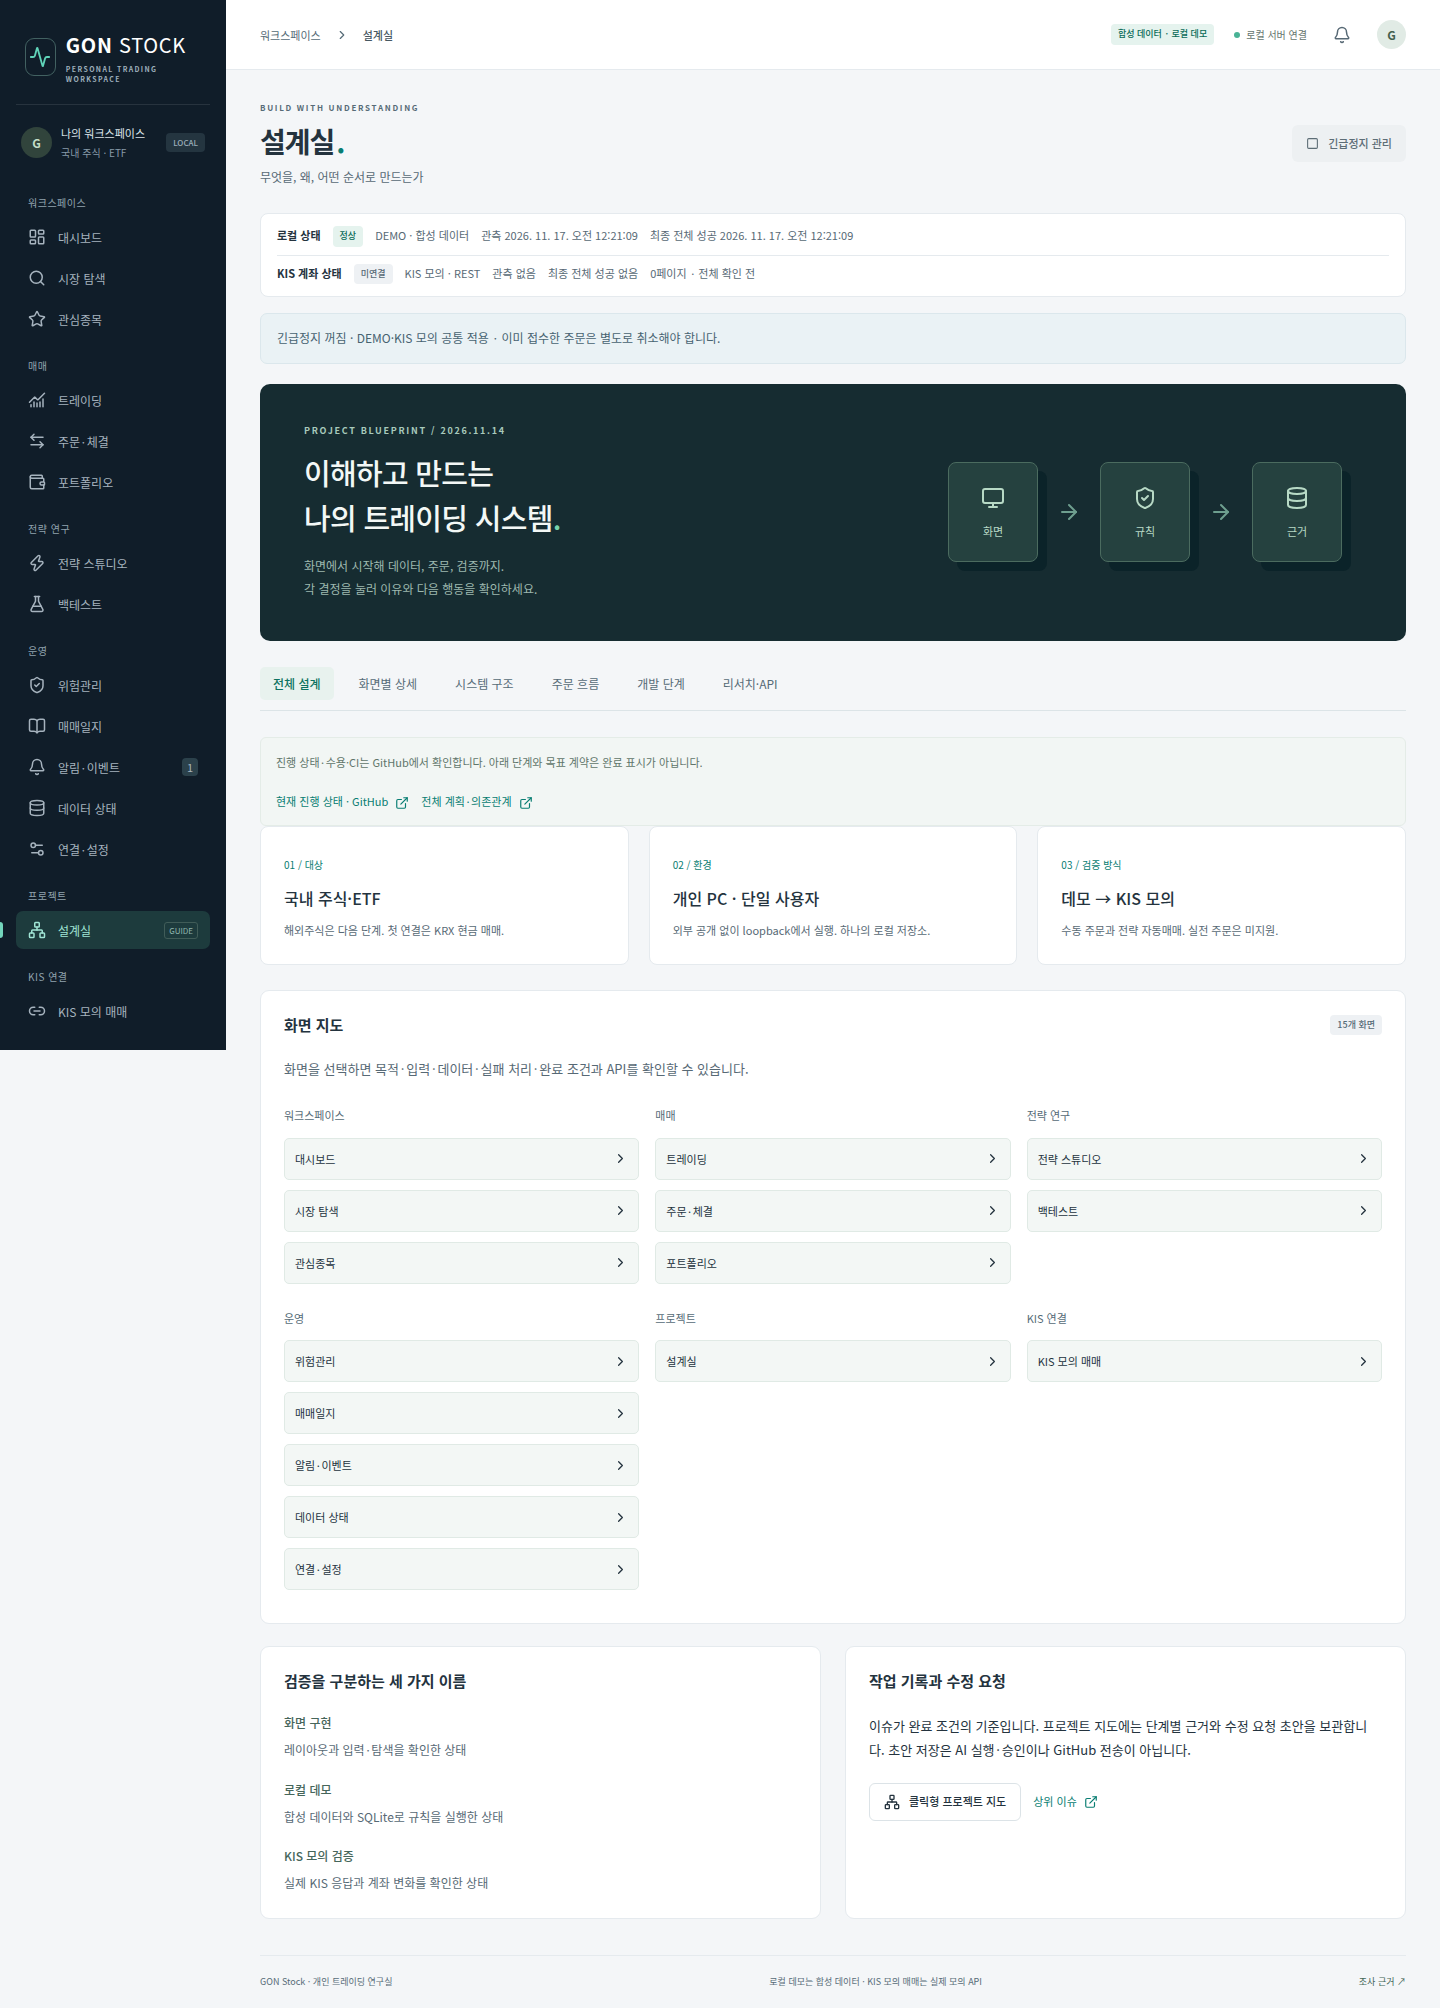 GON STOCK
PERSONAL TRADING
WORKSPACE
G
나의 워크스페이스
국내 주식 · ETF
LOCAL
워크스페이스
대시보드
시장 탐색
관심종목
매매
트레이딩
주문·체결
포트폴리오
전략 연구
전략 스튜디오
백테스트
운영
위험관리
매매일지
알림·이벤트
1
데이터 상태
연결·설정
프로젝트
설계실
GUIDE
KIS 연결
KIS 모의 매매
워크스페이스 > 설계실
합성 데이터 · 로컬 데모
로컬 서버 연결
G
BUILD WITH UNDERSTANDING
설계실.
무엇을, 왜, 어떤 순서로 만드는가
긴급정지 관리
로컬 상태 정상 DEMO · 합성 데이터 관측 2026. 11. 17. 오전 12:21:09 최종 전체 성공 2026. 11. 17. 오전 12:21:09
KIS 계좌 상태 미연결 KIS 모의 · REST 관측 없음 최종 전체 성공 없음 0페이지 · 전체 확인 전
긴급정지 꺼짐 · DEMO·KIS 모의 공통 적용 · 이미 접수한 주문은 별도로 취소해야 합니다.
PROJECT BLUEPRINT / 2026.11.14
이해하고 만드는
나의 트레이딩 시스템.
화면에서 시작해 데이터, 주문, 검증까지.
각 결정을 눌러 이유와 다음 행동을 확인하세요.
화면
규칙
근거
전체 설계
화면별 상세
시스템 구조
주문 흐름
개발 단계
리서치·API
진행 상태·수용·CI는 GitHub에서 확인합니다. 아래 단계와 목표 계약은 완료 표시가 아닙니다.
현재 진행 상태 · GitHub
전체 계획·의존관계
01 / 대상
국내 주식·ETF
해외주식은 다음 단계. 첫 연결은 KRX 현금 매매.
02 / 환경
개인 PC · 단일 사용자
외부 공개 없이 loopback에서 실행. 하나의 로컬 저장소.
03 / 검증 방식
데모 → KIS 모의
수동 주문과 전략 자동매매. 실전 주문은 미지원.
화면 지도
15개 화면
화면을 선택하면 목적·입력·데이터·실패 처리·완료 조건과 API를 확인할 수 있습니다.
워크스페이스
대시보드
시장 탐색
관심종목
매매
트레이딩
주문·체결
포트폴리오
전략 연구
전략 스튜디오
백테스트
운영
위험관리
매매일지
알림·이벤트
데이터 상태
연결·설정
프로젝트
설계실
KIS 연결
KIS 모의 매매
검증을 구분하는 세 가지 이름
화면 구현
레이아웃과 입력·탐색을 확인한 상태
로컬 데모
합성 데이터와 SQLite로 규칙을 실행한 상태
KIS 모의 검증
실제 KIS 응답과 계좌 변화를 확인한 상태
작업 기록과 수정 요청
이슈가 완료 조건의 기준입니다. 프로젝트 지도에는 단계별 근거와 수정 요청 초안을 보관합니
다. 초안 저장은 AI 실행·승인이나 GitHub 전송이 아닙니다.
클릭형 프로젝트 지도
상위 이슈
GON Stock · 개인 트레이딩 연구실
로컬 데모는 합성 데이터 · KIS 모의 매매는 실제 모의 API
조사 근거 ↗